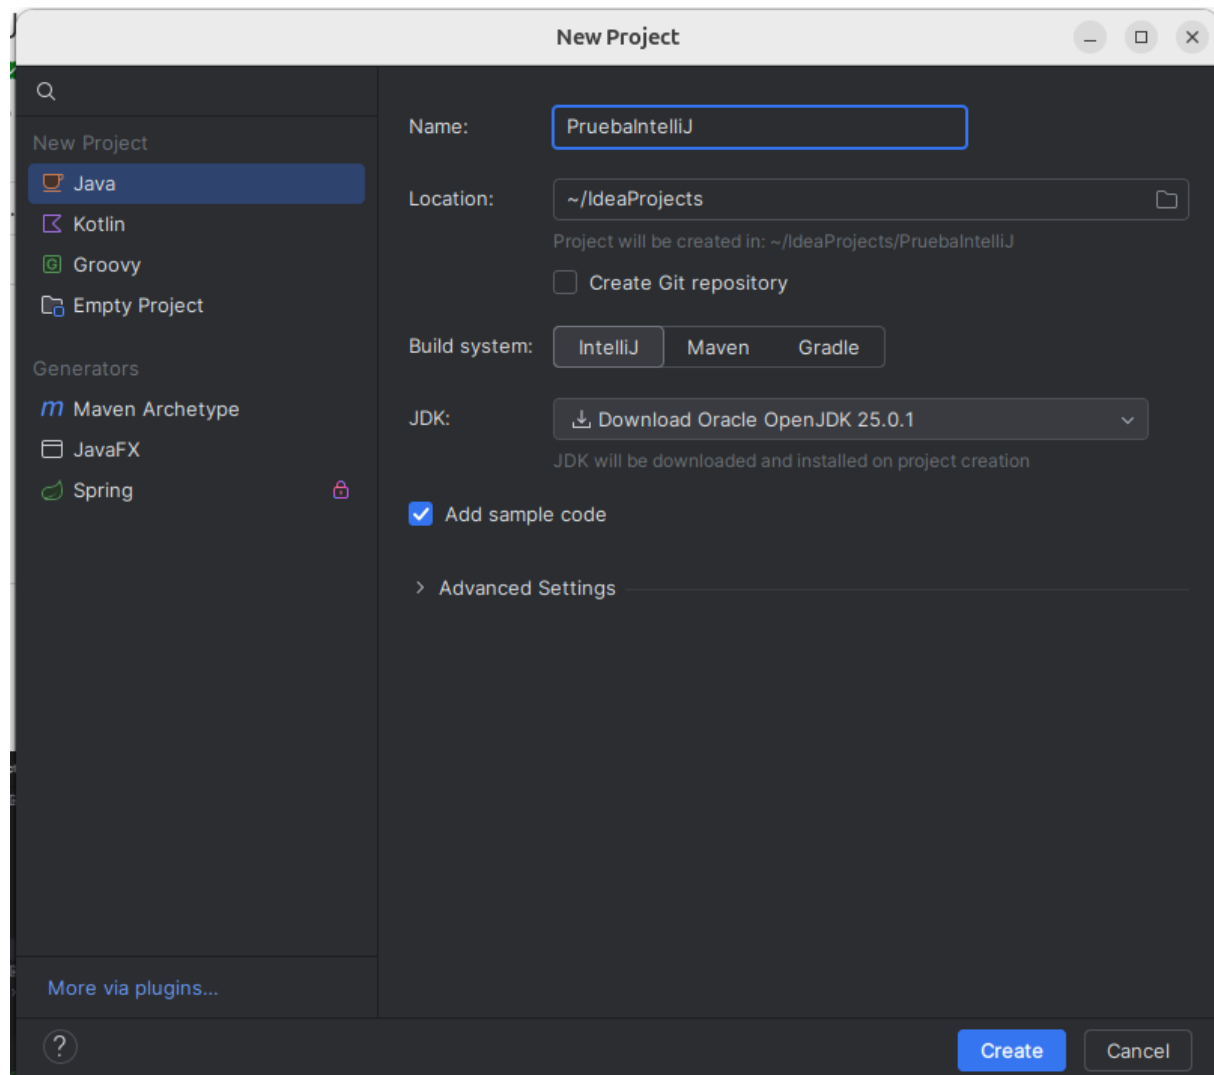 New Project
New Project
Java
Kotlin
Groovy
Empty Project
Generators
Maven Archetype
JavaFX
Spring
More via plugins...
Name: PruebaIntelliJ
Location: ~/IdeaProjects
Project will be created in: ~/IdeaProjects/PruebaIntelliJ
Create Git repository
Build system: IntelliJ Maven Gradle
JDK: Download Oracle OpenJDK 25.0.1
JDK will be downloaded and installed on project creation
Add sample code
Advanced Settings
?
Create Cancel